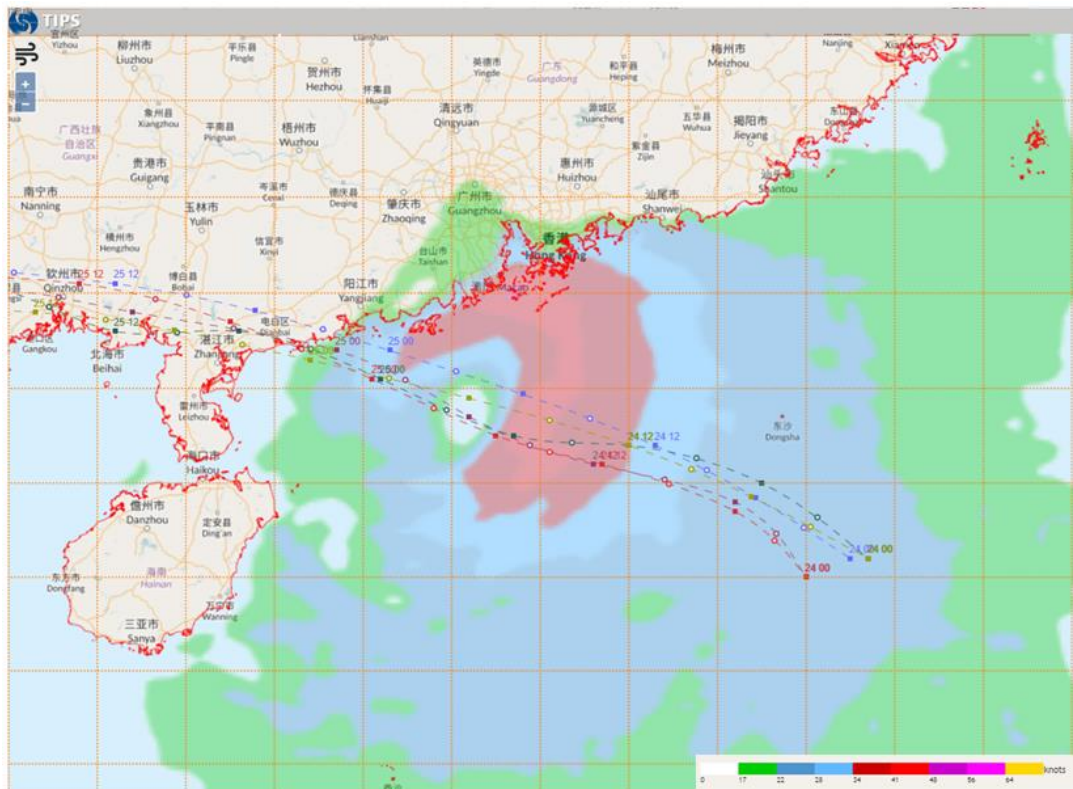 TIPS
宜州区
Yizhou
柳州市
Liuzhou
平乐县
Pingle
Lianshan
贺州市
Hezhou
英德市
Yingde
广东
Guangdong
和平县
Heping
梅州市
Meizhou
Nanjing
象州县
Xiangzhou
怀集县
Huaiji
清远市
Qingyuan
源城区
Yuancheng
五华县
Wuhua
揭阳市
Jieyang
东山县
广西壮族
自治区
Guangxi
平南县
Pingnan
梧州市
Wuzhou
紫金县
Zijin
贵港市
Guigang
惠州市
Huizhou
汕头市
Shantou
南宁市
Nanning
玉林市
Yulin
岑溪市
Cenxi
德庆县
Deqing
肇庆市
Zhaoqing
广州市
Guangzhou
汕尾市
Shanwei
横州市
Hengzhou
信宜市
Xinyi
台山市
Taishan
香港
Hong Kong
钦州市
Qinzhou
25 12
25 12
博白县
Bobai
阳江市
Yangjiang
Macao
25 12
电白区
Dianbai
Gangkou
北海市
Beihai
湛江市
Zhanjiang
25 00
25 00
雷州市
Leizhou
东沙
Dongsha
24 12
24 12
海口市
Haikou
儋州市
Danzhou
定安县
Ding'an
24 00
24 00
东方市
Dongfang
海南
Hainan
万宁市
Wanning
三亚市
Sanya
knots
0 17 22 28 34 41 48 56 64